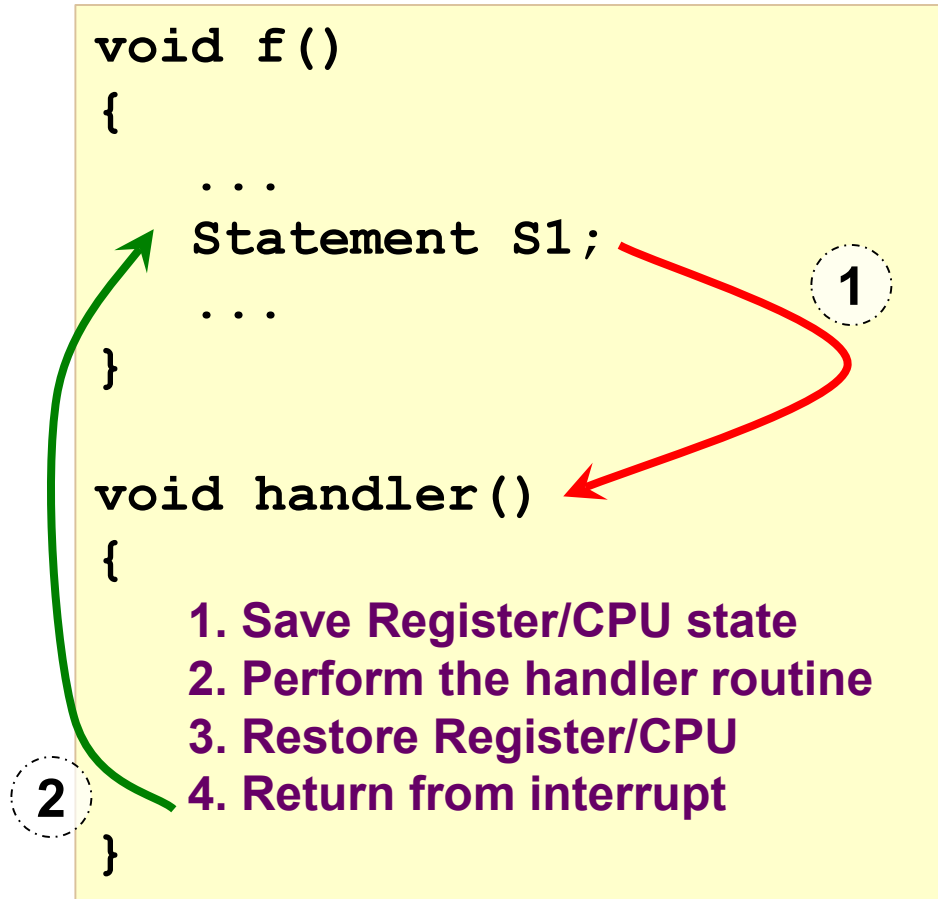 void f()
{
...
Statement S1;
1
...
}
void handler()
{
1. Save Register/CPU state
2. Perform the handler routine
3. Restore Register/CPU
4. Return from interrupt
2
}